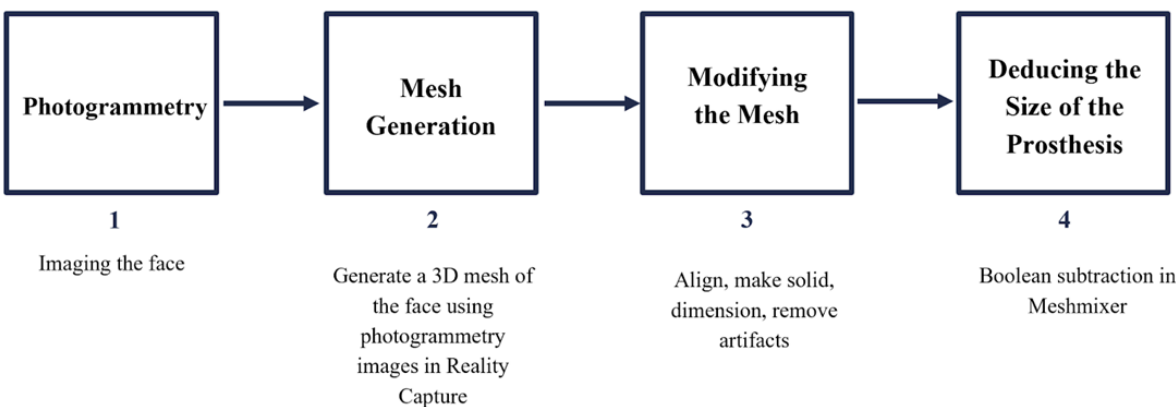 Photogrammetry
Mesh
Generation
Modifying
the Mesh
Deducing the
Size of the
Prosthesis
1
2
3
4
Imaging the face
Generate a 3D mesh of
the face using
photogrammetry
images in Reality
Capture
Align, make solid,
dimension, remove
artifacts
Boolean subtraction in
Meshmixer